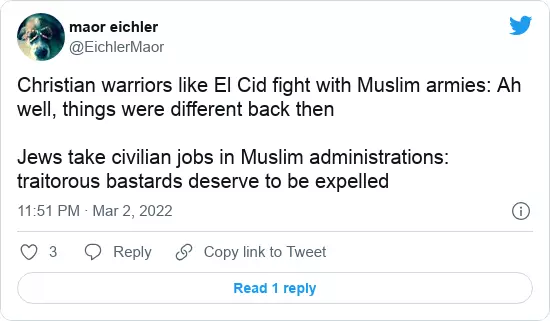 maor eichler
@EichlerMaor
Christian warriors like El Cid fight with Muslim armies: Ah
well, things were different back then
Jews take civilian jobs in Muslim administrations:
traitorous bastards deserve to be expelled
11:51 PM · Mar 2, 2022
3 Reply Copy link to Tweet
Read 1 reply